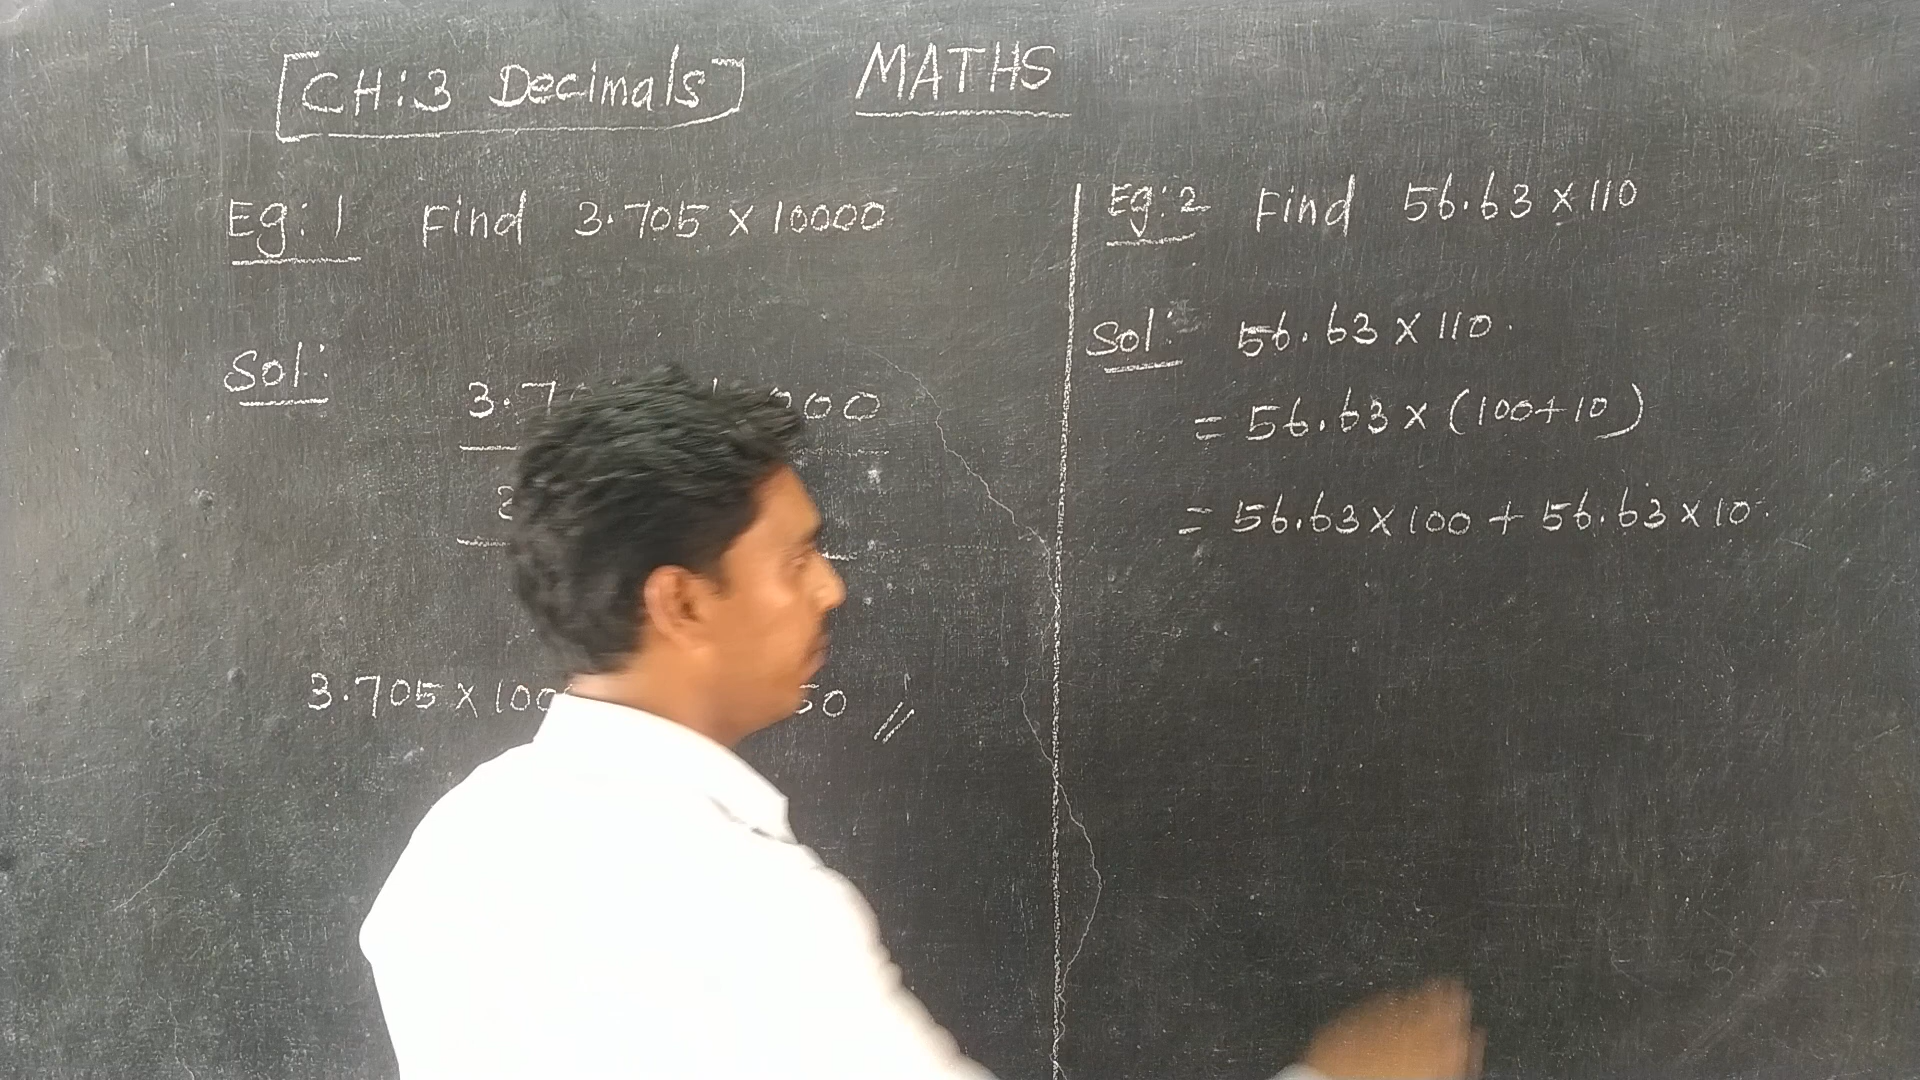 [CH:3 Decimals]
MATHS
Eg:1 Find 3.705 x 10000
Sol:
3.7 000
3.705 x 100 50 //
Eg:2 Find 56.63 x 110
Sol: 56.63 x 110.
= 56.63 x (100+10)
= 56.63 x 100 + 56.63 x 10.